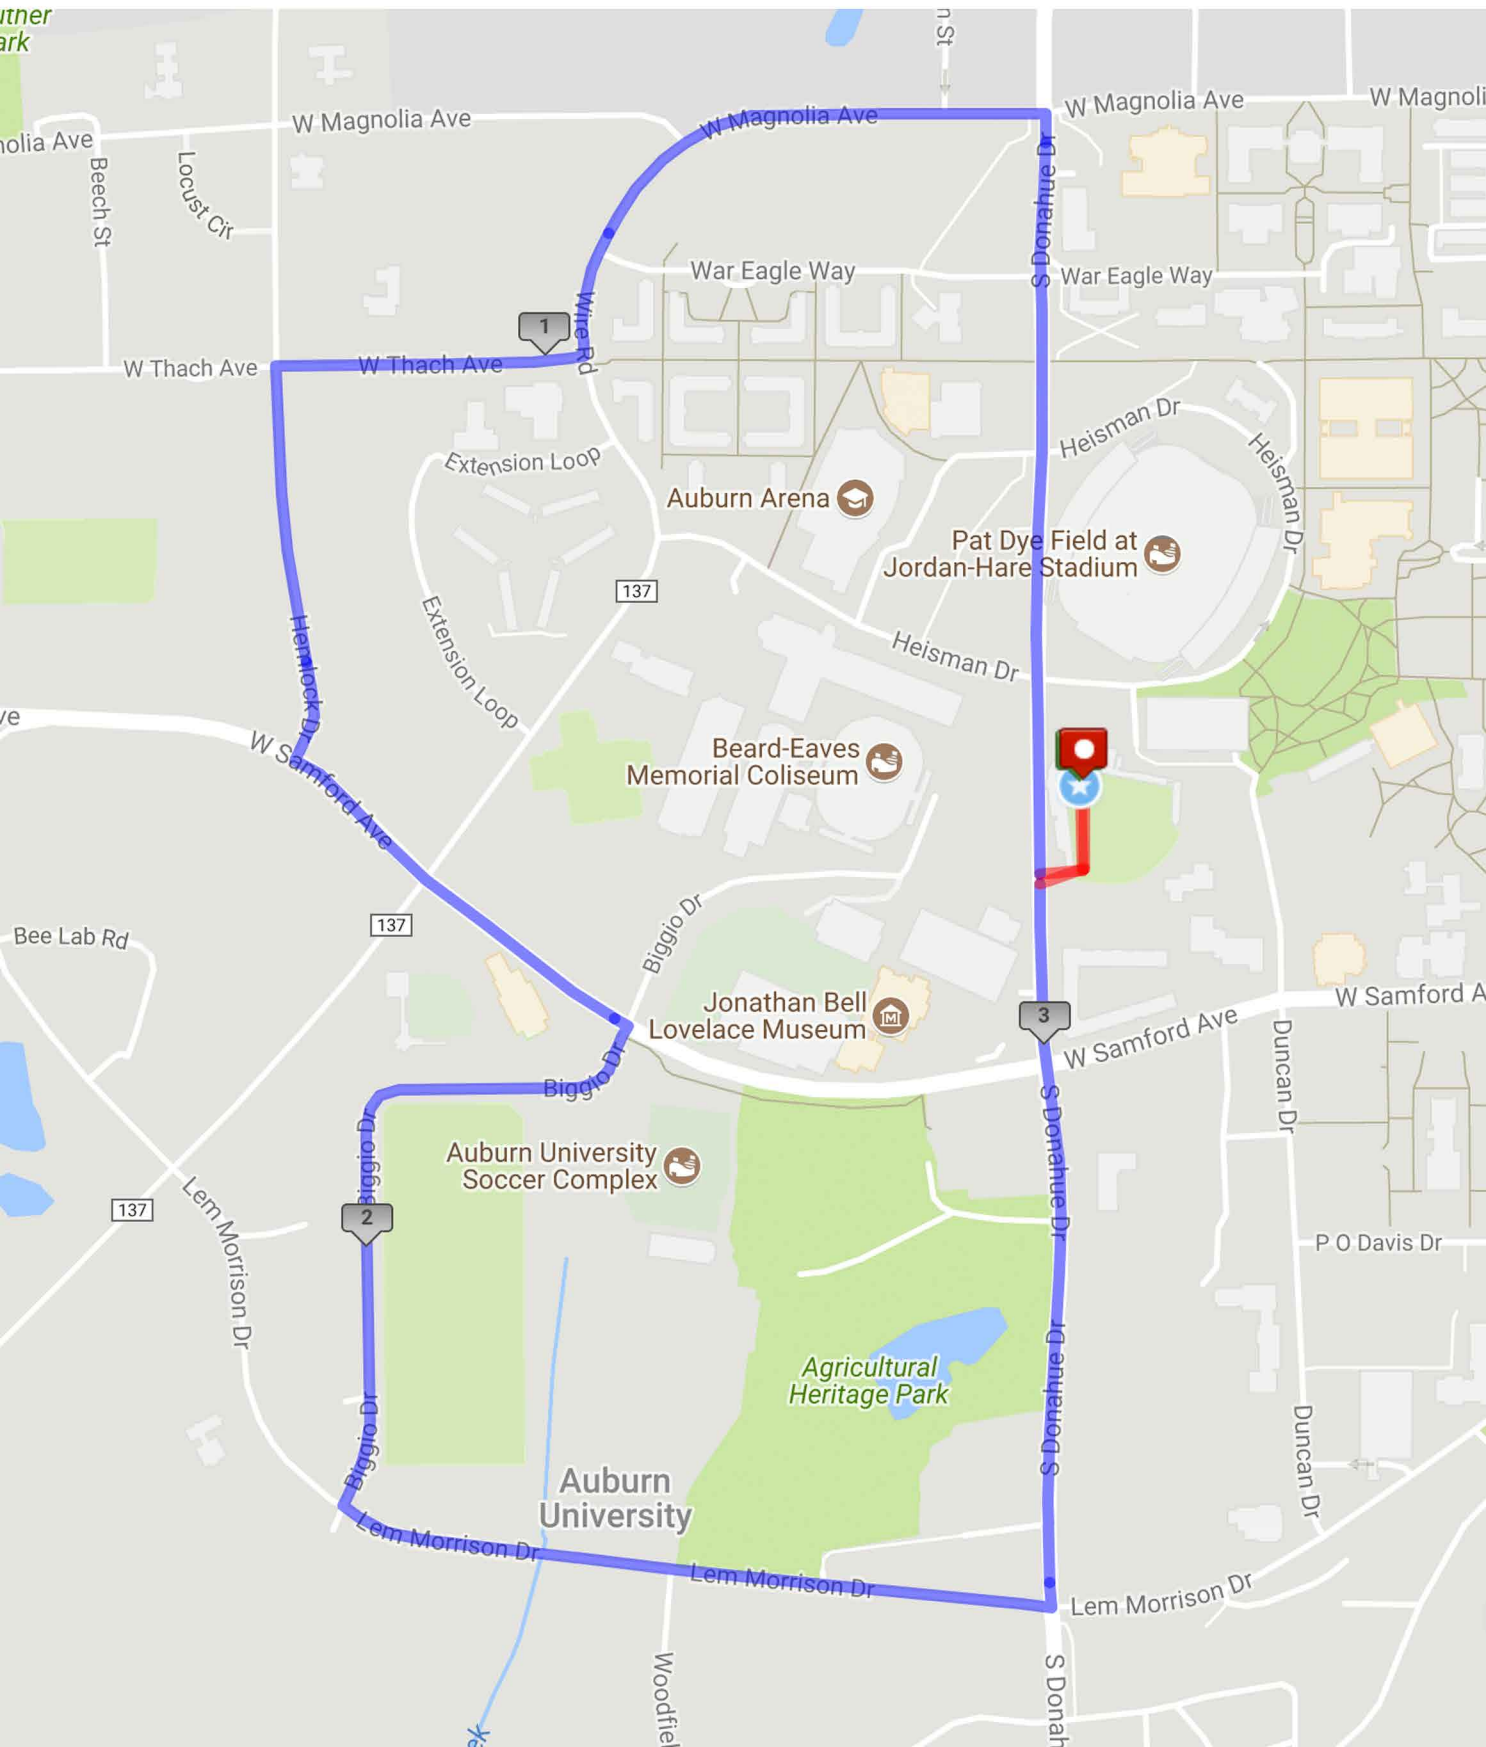 uther
ark
n St
W Magnolia Ave
W Magnolia Ave
W Magnolia Ave
W Magnoli
nolia Ave
Beech St
Locust Cir
S Donahue Dr
War Eagle Way
War Eagle Way
Wire Rd
1
W Thach Ave
W Thach Ave
Heisman Dr
Heisman Dr
Extension Loop
Auburn Arena
Pat Dye Field at
Jordan-Hare Stadium
137
Extension Loop
Hemlock Dr
Heisman Dr
ve
W Samford Ave
Beard-Eaves
Memorial Coliseum
Biggio Dr
137
Bee Lab Rd
Jonathan Bell
Lovelace Museum
3
W Samford A
W Samford Ave
Duncan Dr
Biggio Dr
Biggio Dr
S Donahue Dr
Auburn University
Soccer Complex
137
2
Lem Morrison Dr
P O Davis Dr
Agricultural
Heritage Park
S Donahue Dr
Biggio Dr
Duncan Dr
Auburn
University
Lem Morrison Dr
Lem Morrison Dr
Lem Morrison Dr
Woodfiel
S Donah
ek